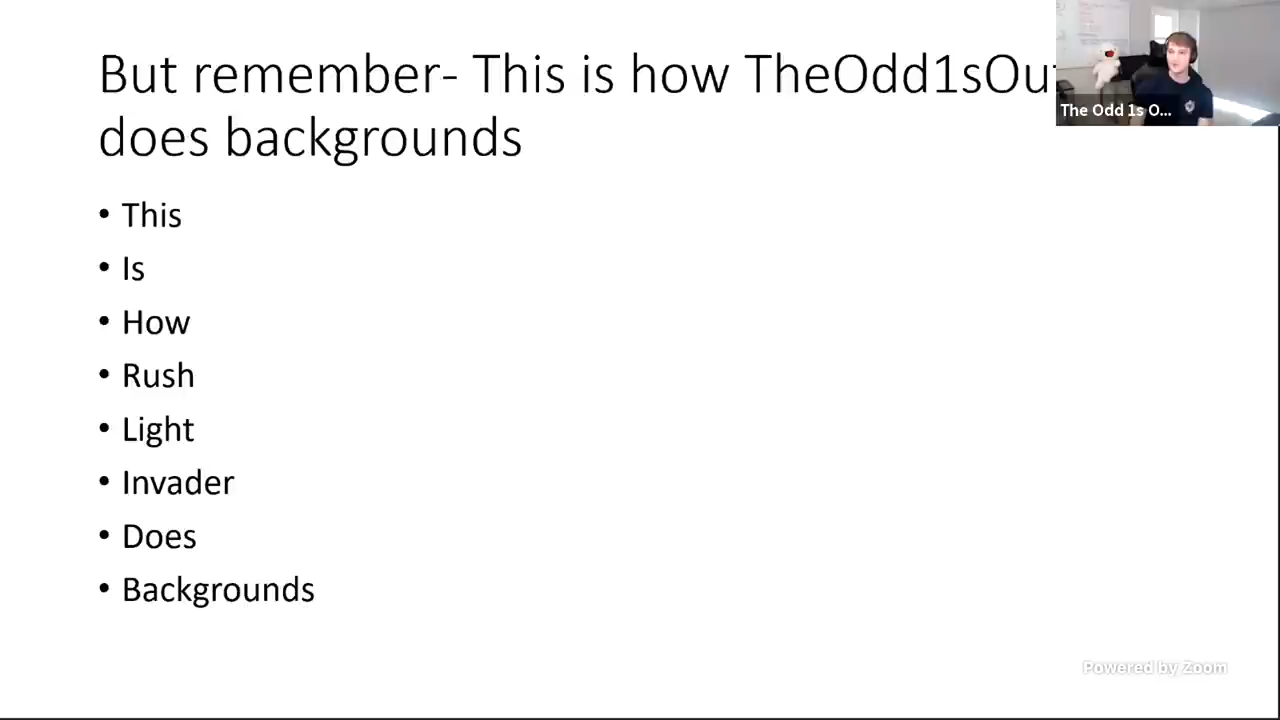 But remember- This is how TheOdd1sOu
does backgrounds
The Odd 1s O...
• This
• Is
• How
• Rush
• Light
• Invader
• Does
• Backgrounds
Powered by Zoom